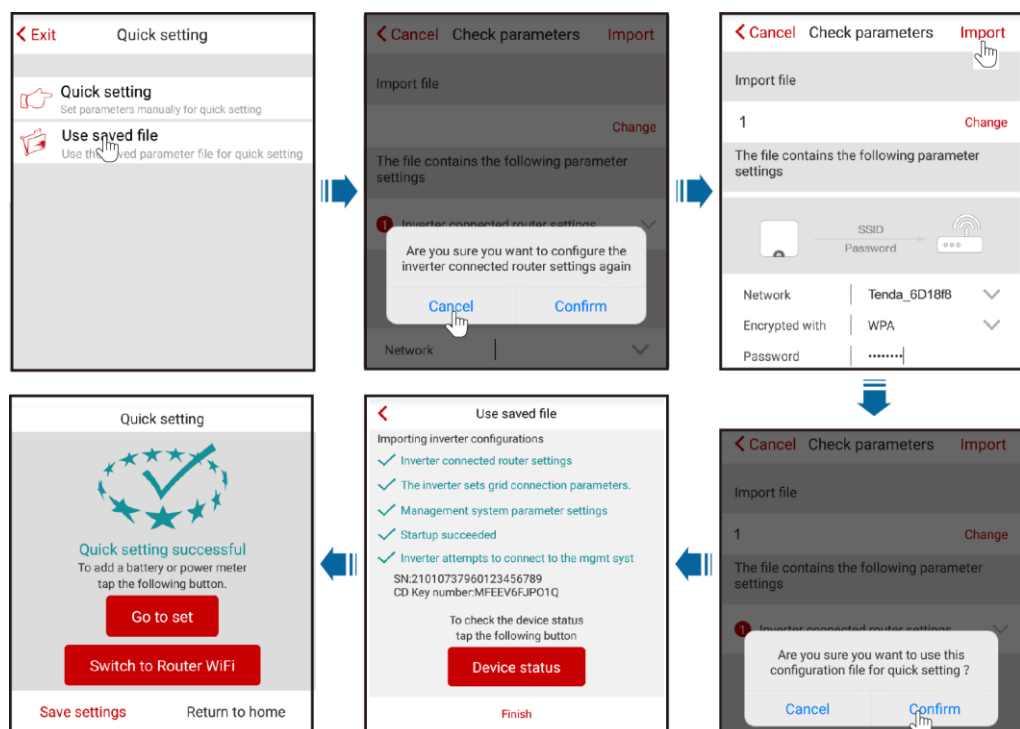 Exit Quick setting
Quick setting
Set parameters manually for quick setting
Use saved file
Use the saved parameter file for quick setting
Cancel Check parameters Import
Import file
Change
The file contains the following parameter
settings
1 Inverter connected router settings
Are you sure you want to configure the
inverter connected router settings again
Cancel Confirm
Network
Cancel Check parameters Import
Import file
1 Change
The file contains the following parameter
settings
SSID
Password
Network Tenda_6D18f8
Encrypted with WPA
Password ········
Cancel Check parameters Import
Import file
1 Change
The file contains the following parameter
settings
1 Inverter connected router settings
Are you sure you want to use this
configuration file for quick setting ?
Cancel Confirm
Use saved file
Importing inverter configurations
Inverter connected router settings
The inverter sets grid connection parameters.
Management system parameter settings
Startup succeeded
Inverter attempts to connect to the mgmt syst
SN:21010737960123456789
CD Key number:MFEEV6FJPO1Q
To check the device status
tap the following button
Device status
Finish
Quick setting
Quick setting successful
To add a battery or power meter
tap the following button.
Go to set
Switch to Router WiFi
Save settings Return to home